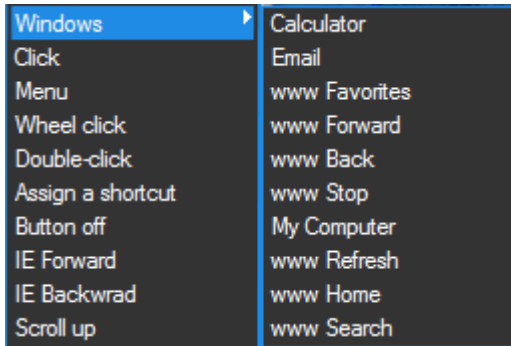 Windows
Click
Menu
Wheel click
Double-click
Assign a shortcut
Button off
IE Forward
IE Backwrad
Scroll up
Calculator
Email
www Favorites
www Forward
www Back
www Stop
My Computer
www Refresh
www Home
www Search